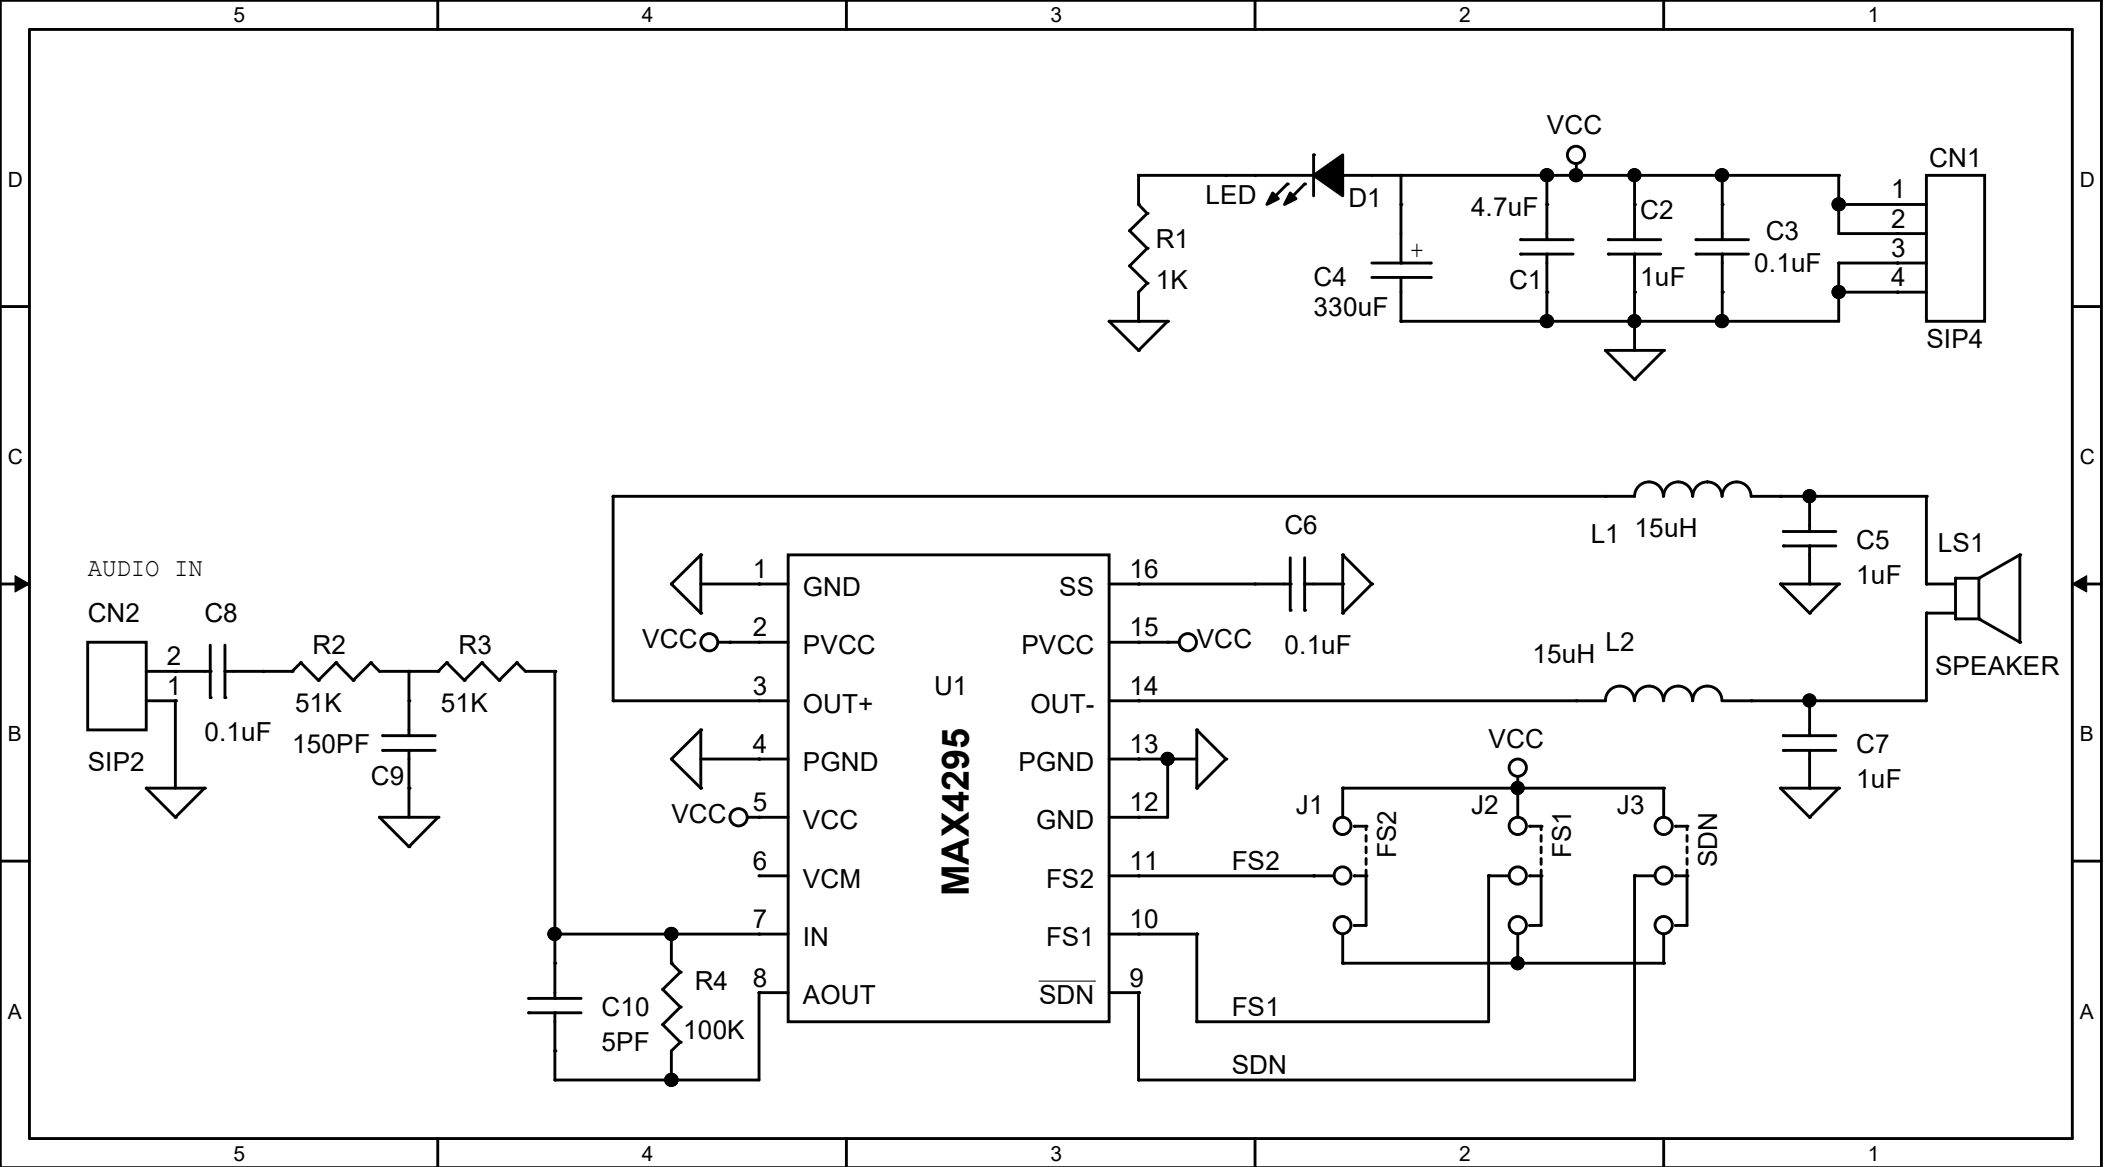 5 4 3 2 1
D
D
VCC
CN1
LED
D1
4.7uF
C2
1
2
3
4
R1
1K
C3
0.1uF
+
C4
330uF
C1
1uF
SIP4
C
C
C6
L1
15uH
C5
1uF
LS1
AUDIO IN
CN2
C8
1
GND
SS
16
0.1uF
VCC
2
PVCC
PVCC
15
VCC
15uH
L2
SPEAKER
R2
R3
2
1
51K
51K
3
OUT+
U1
OUT-
14
0.1uF
150PF
B
B
SIP2
C9
4
PGND
MAX4295
PGND
13
VCC
C7
1uF
VCC
5
VCC
GND
12
J1
FS2
J2
FS1
J3
SDN
6
VCM
FS2
11
FS2
7
IN
FS1
10
R4
8
AOUT
SDN
9
C10
5PF
100K
FS1
A
A
SDN
5 4 3 2 1